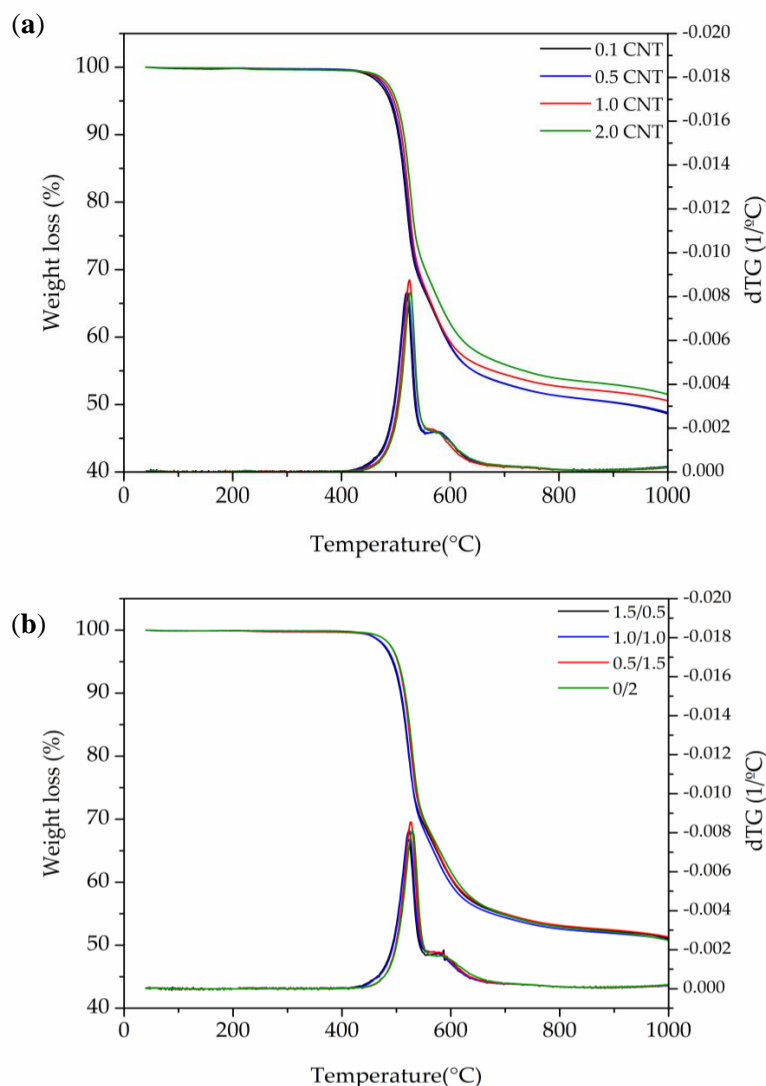 (a)
0.1 CNT
0.5 CNT
1.0 CNT
2.0 CNT
Weight loss (%)
100
90
80
70
60
50
40
-0.020
-0.018
-0.016
-0.014
-0.012
-0.010
-0.008
-0.006
-0.004
-0.002
0.000
dTG (1/ºC)
0 200 400 600 800 1000
Temperature(°C)
(b)
1.5/0.5
1.0/1.0
0.5/1.5
0/2
Weight loss (%)
100
90
80
70
60
50
40
-0.020
-0.018
-0.016
-0.014
-0.012
-0.010
-0.008
-0.006
-0.004
-0.002
0.000
dTG (1/ºC)
0 200 400 600 800 1000
Temperature(°C)